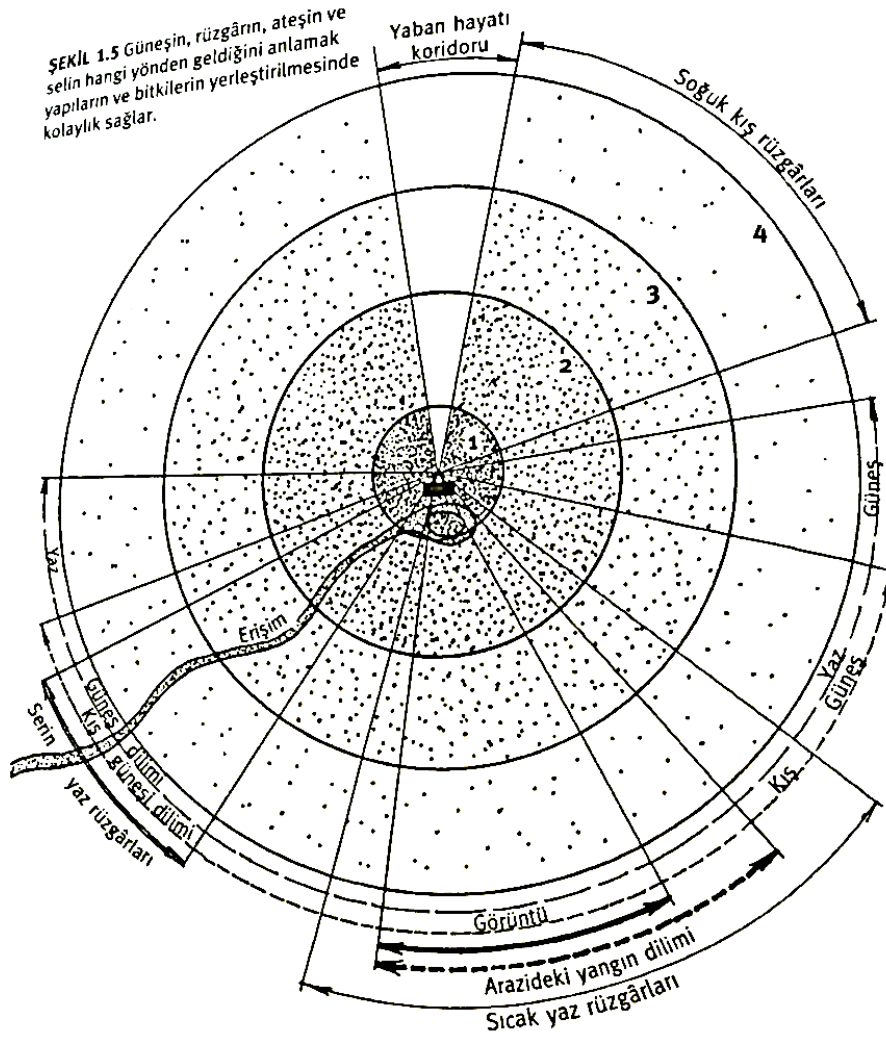 ŞEKİL 1.5 Güneşin, rüzgârın, ateşin ve
selin hangi yönden geldiğini anlamak
yapıların ve bitkilerin yerleştirilmesinde
kolaylık sağlar.
Yaban hayatı
koridoru
Soğuk kış rüzgârları
4
3
2
1
Güneş
Yaz
Erişim
Yaz
Güneş
Kış
Güneş dilimi
Kış güneşi dilimi
Serin
yaz rüzgârları
Görüntü
Arazideki yangın dilimi
Sıcak yaz rüzgârları